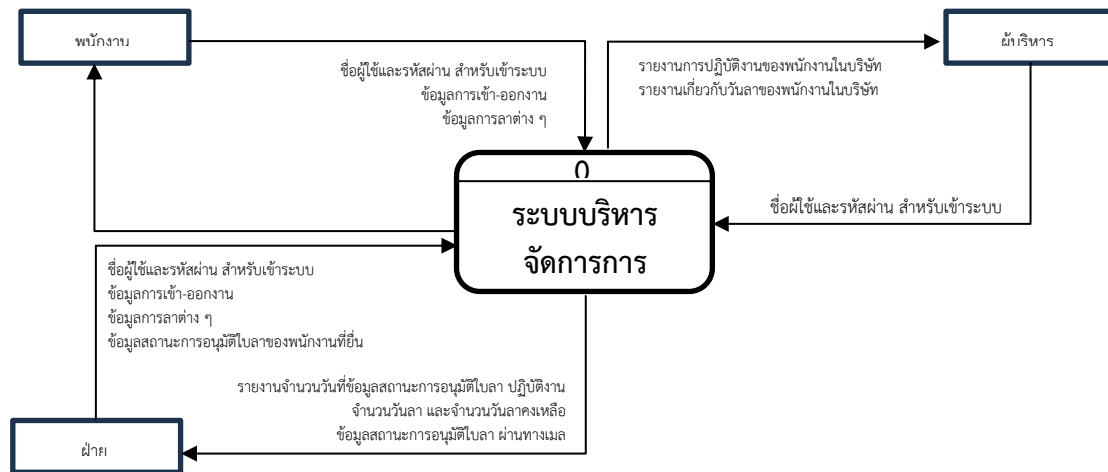 พนักงาน
ผู้บริหาร
ชื่อผู้ใช้และรหัสผ่าน สำหรับเข้าระบบ
ข้อมูลการเข้า-ออกงาน
ข้อมูลการลาต่าง ๆ
รายงานการปฏิบัติงานของพนักงานในบริษัท
รายงานเกี่ยวกับวันลาของพนักงานในบริษัท
0
ระบบบริหาร
จัดการการ
ชื่อผู้ใช้และรหัสผ่าน สำหรับเข้าระบบ
ชื่อผู้ใช้และรหัสผ่าน สำหรับเข้าระบบ
ข้อมูลการเข้า-ออกงาน
ข้อมูลการลาต่าง ๆ
ข้อมูลสถานะการอนุมัติใบลาของพนักงานที่ยื่น
รายงานจำนวนวันที่ข้อมูลสถานะการอนุมัติใบลา ปฏิบัติงาน
จำนวนวันลา และจำนวนวันลาคงเหลือ
ข้อมูลสถานะการอนุมัติใบลา ผ่านทางเมล
ฝ่าย